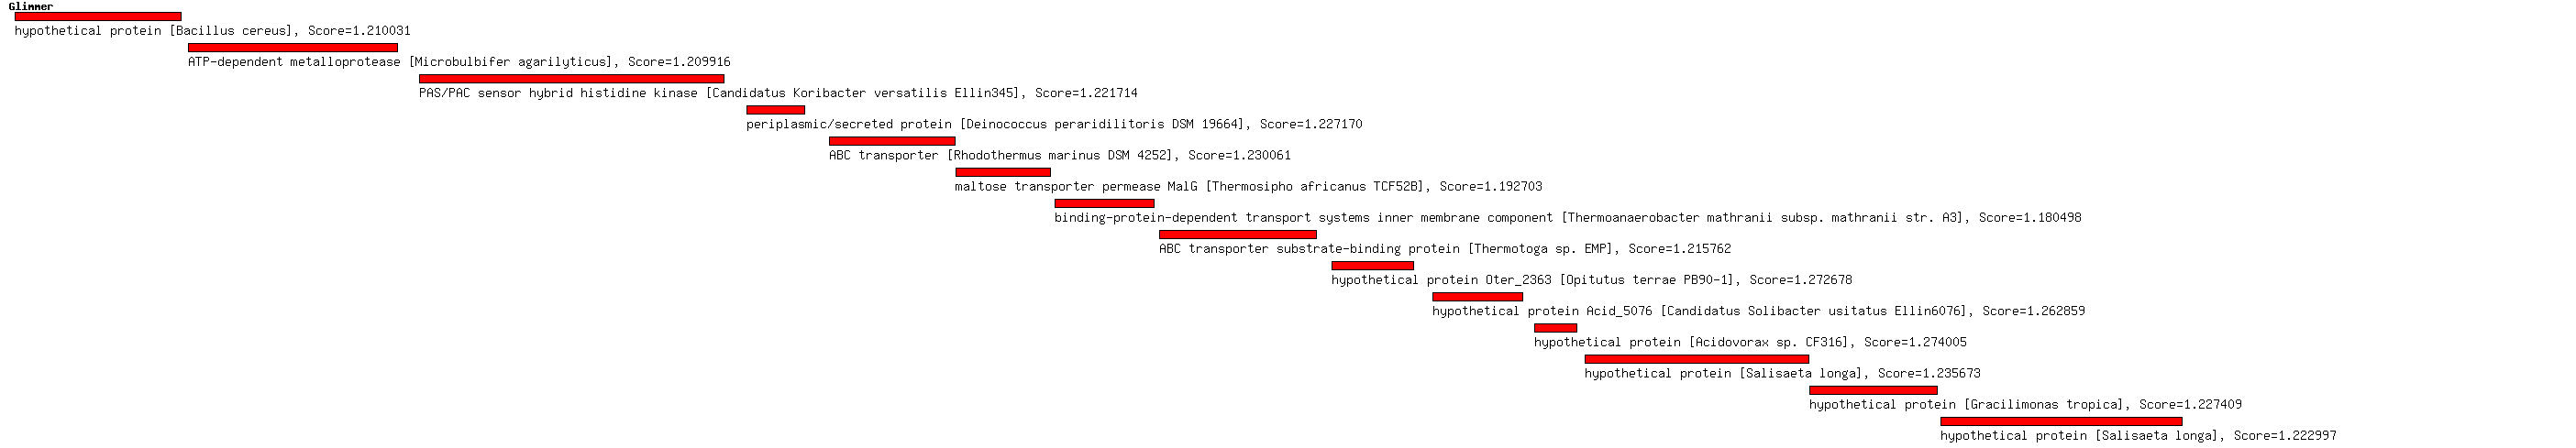 Glimmer
hypothetical protein [Bacillus cereus], Score=1.210031
ATP-dependent metalloprotease [Microbulbifer agarilyticus], Score=1.209916
PAS/PAC sensor hybrid histidine kinase [Candidatus Koribacter versatilis Ellin345], Score=1.221714
periplasmic/secreted protein [Deinococcus peraridilitoris DSM 19664], Score=1.227170
ABC transporter [Rhodothermus marinus DSM 4252], Score=1.230061
maltose transporter permease MalG [Thermosipho africanus TCF52B], Score=1.192703
binding-protein-dependent transport systems inner membrane component [Thermoanaerobacter mathranii subsp. mathranii str. A3], Score=1.180498
ABC transporter substrate-binding protein [Thermotoga sp. EMP], Score=1.215762
hypothetical protein Oter_2363 [Opitutus terrae PB90-1], Score=1.272678
hypothetical protein Acid_5076 [Candidatus Solibacter usitatus Ellin6076], Score=1.262859
hypothetical protein [Acidovorax sp. CF316], Score=1.274005
hypothetical protein [Salisaeta longa], Score=1.235673
hypothetical protein [Gracilimonas tropica], Score=1.227409
hypothetical protein [Salisaeta longa], Score=1.222997